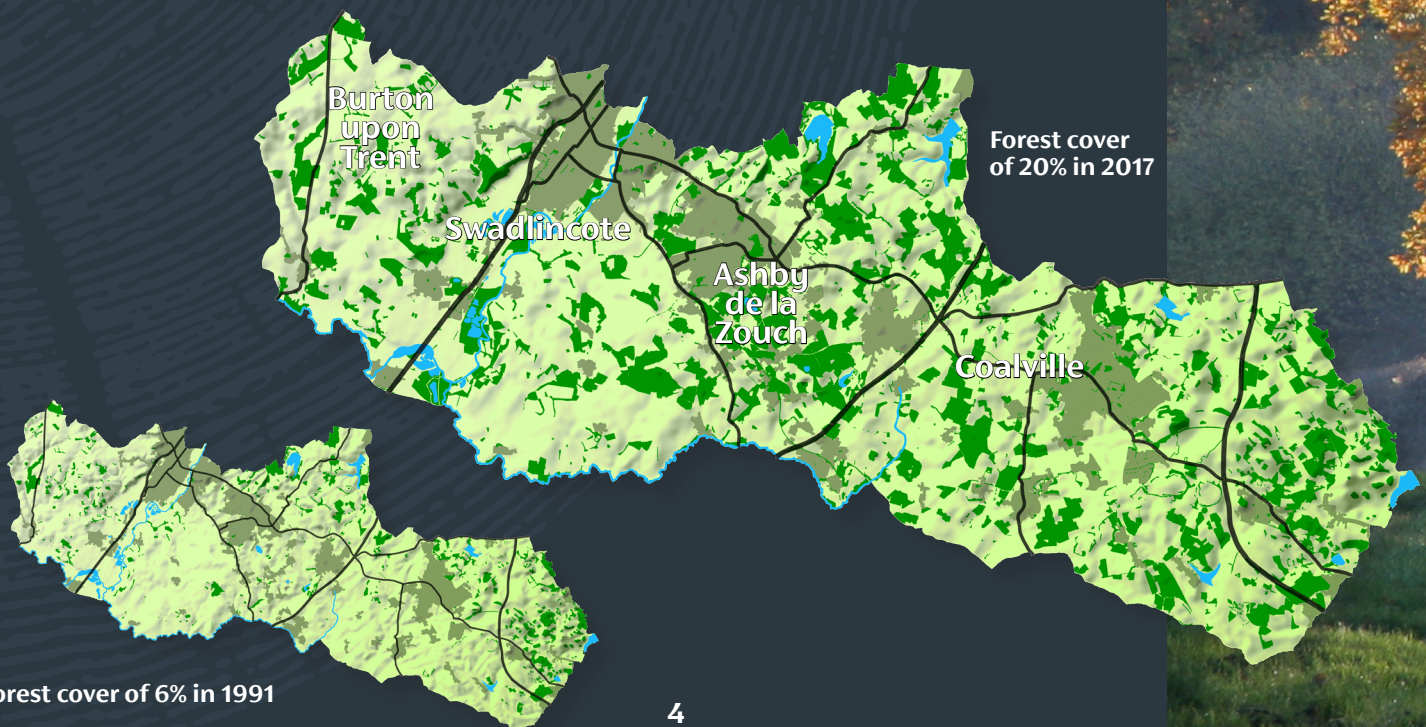 Burton
upon
Trent
Forest cover
of 20% in 2017
Swadlincote
Ashby
de la
Zouch
Coalville
orest cover of 6% in 1991
4